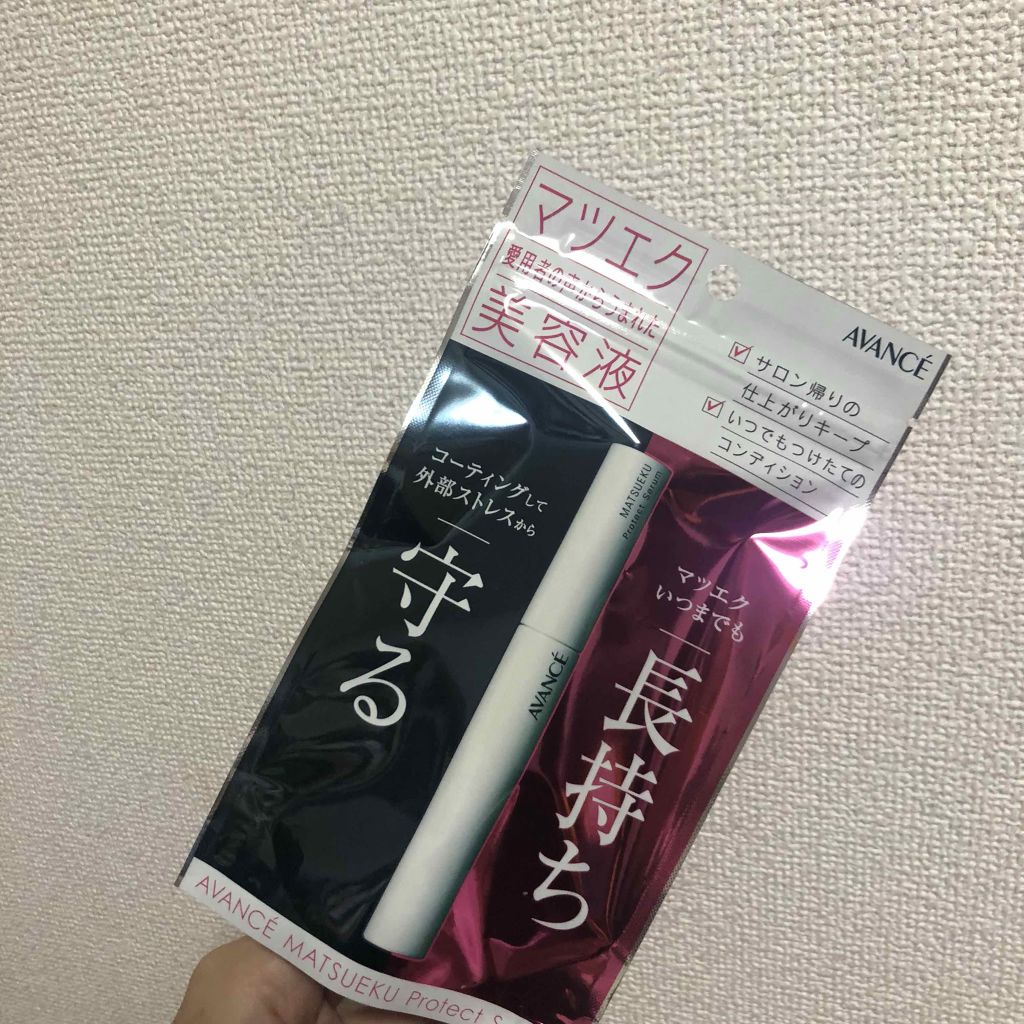 マツエク
愛用者の声からうまれた
美容液
AVANCÉ
サロン帰りの
仕上がりキープ
いつでもつけたての
コンディション
コーティングして
外部ストレスから
守る
MATSUEKU
Protect Serum
AVANCÉ
マツエク
いつまでも
長持ち
AVANCÉ MATSUEKU Protect